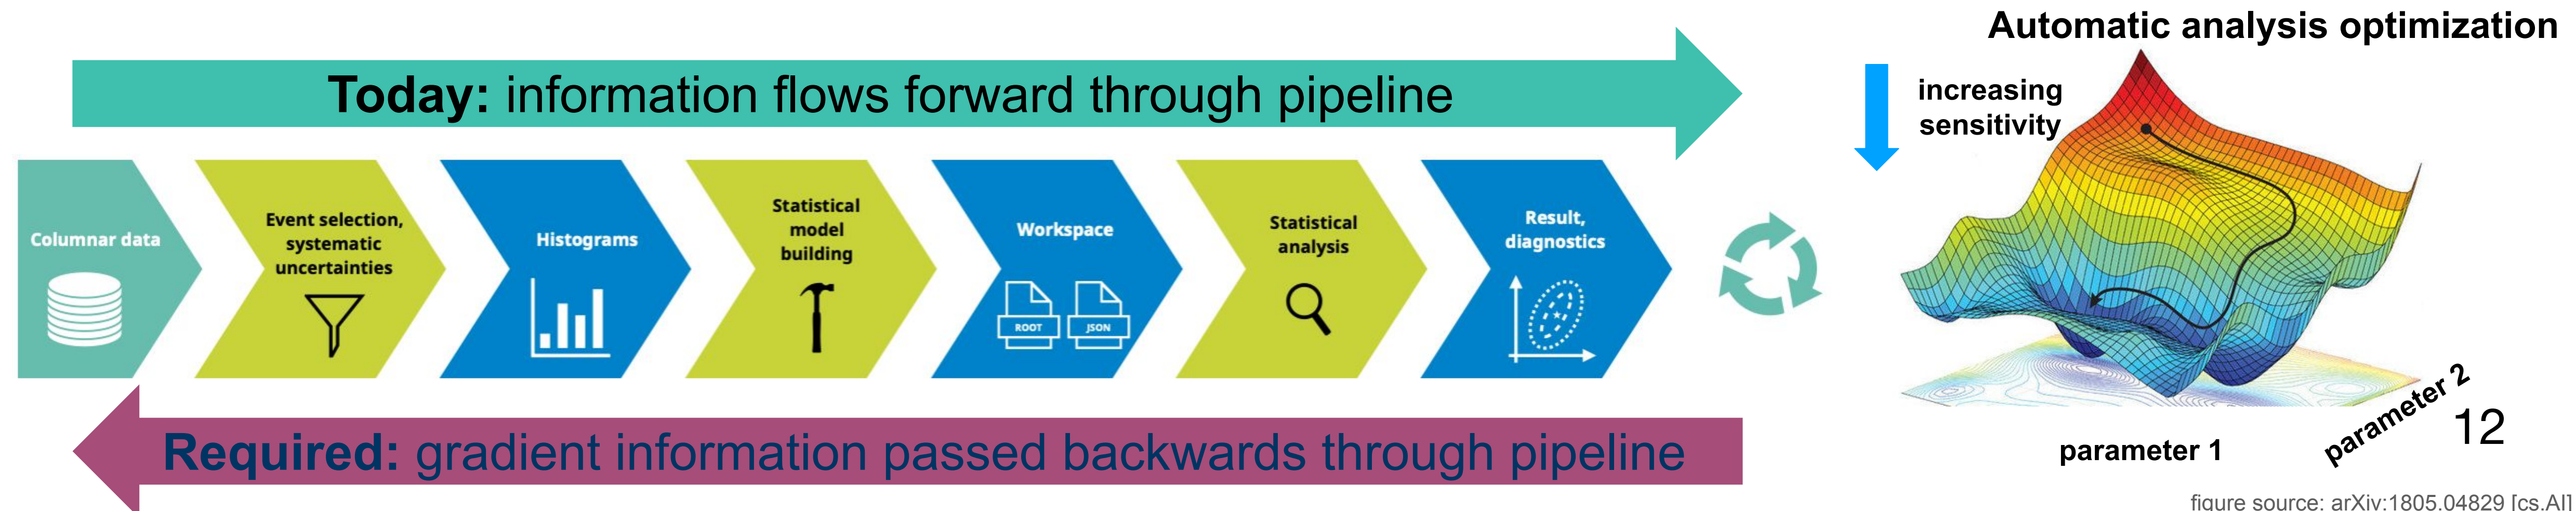 Automatic analysis optimization
Today: information flows forward through pipeline
increasing
sensitivity
Columnar data
Event selection,
systematic
uncertainties
Histograms
Statistical
model
building
Workspace
ROOT
JSON
Statistical
analysis
Result,
diagnostics
Required: gradient information passed backwards through pipeline
parameter 1
parameter 2
12
figure source: arXiv:1805.04829 [cs.AI]